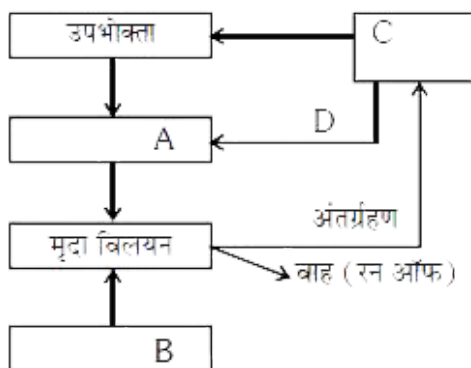 उपभोक्ता
C
A
D
अंतर्ग्रहण
मृदा विलयन
वाह (रन ऑफ)
B